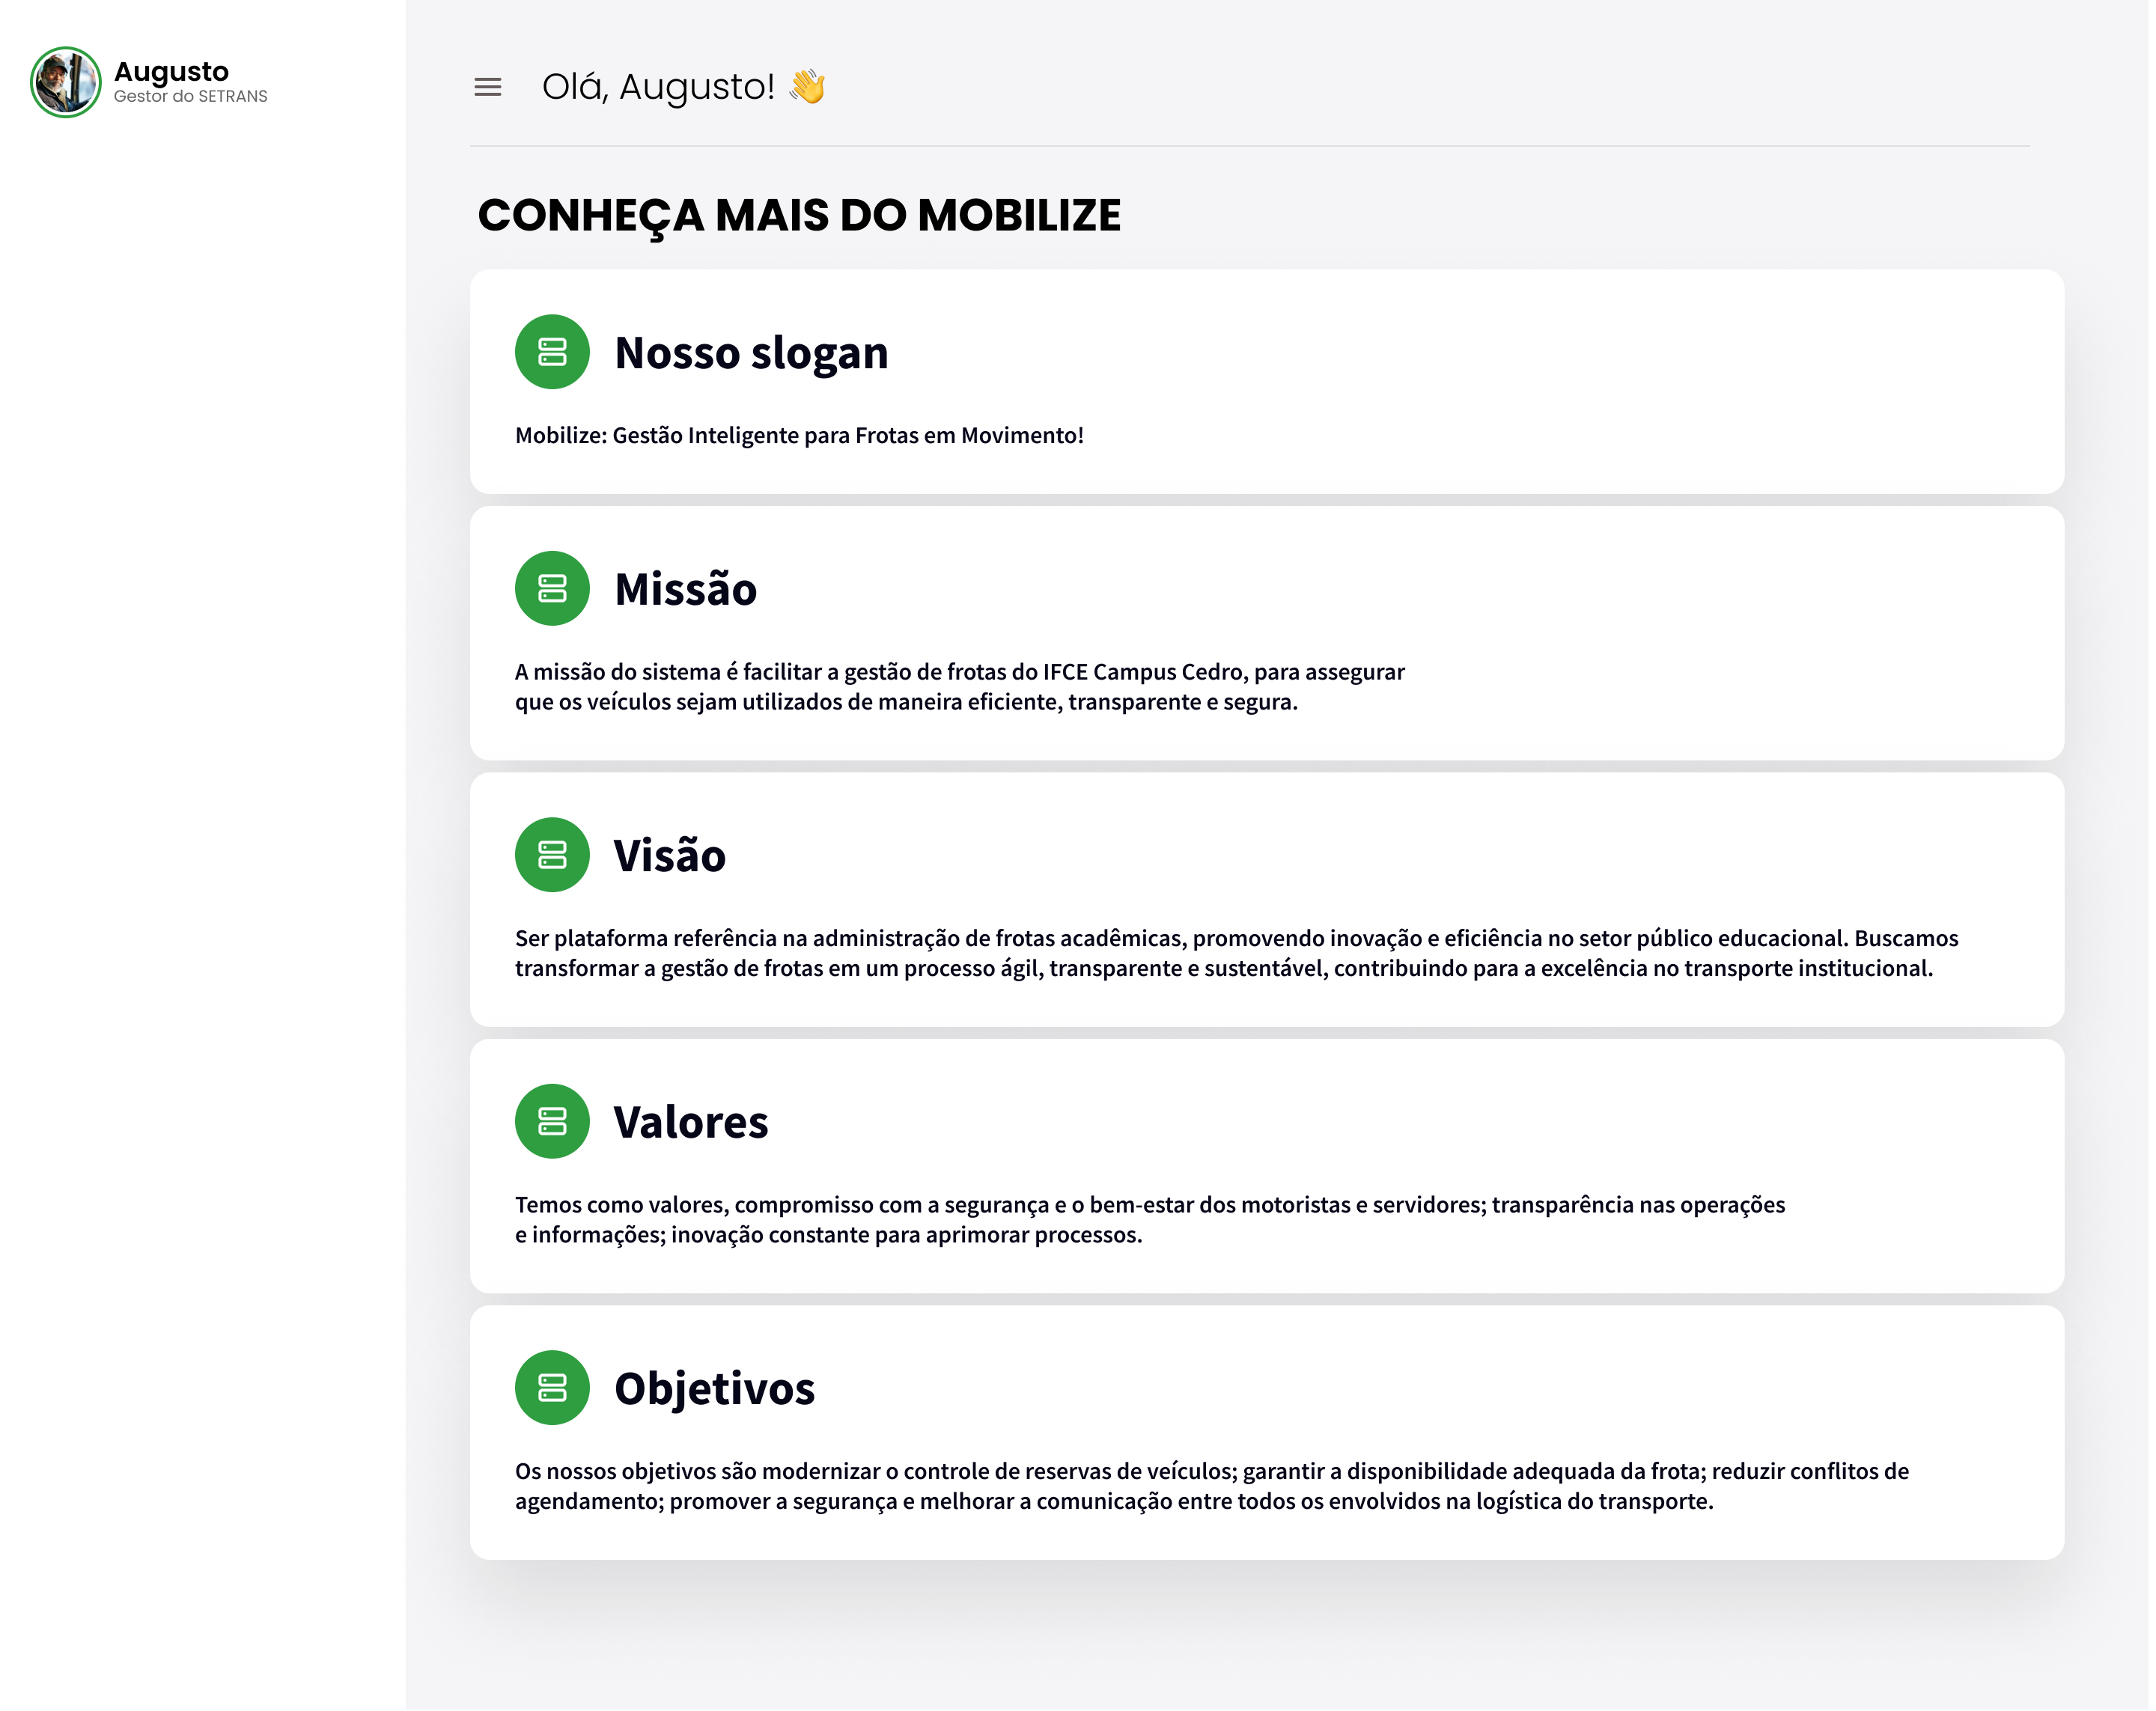 Augusto
Gestor do SETRANS
Olá, Augusto! 👋
CONHEÇA MAIS DO MOBILIZE
Nosso slogan
Mobilize: Gestão Inteligente para Frotas em Movimento!
Missão
A missão do sistema é facilitar a gestão de frotas do IFCE Campus Cedro, para assegurar
que os veículos sejam utilizados de maneira eficiente, transparente e segura.
Visão
Ser plataforma referência na administração de frotas acadêmicas, promovendo inovação e eficiência no setor público educacional. Buscamos
transformar a gestão de frotas em um processo ágil, transparente e sustentável, contribuindo para a excelência no transporte institucional.
Valores
Temos como valores, compromisso com a segurança e o bem-estar dos motoristas e servidores; transparência nas operações
e informações; inovação constante para aprimorar processos.
Objetivos
Os nossos objetivos são modernizar o controle de reservas de veículos; garantir a disponibilidade adequada da frota; reduzir conflitos de
agendamento; promover a segurança e melhorar a comunicação entre todos os envolvidos na logística do transporte.